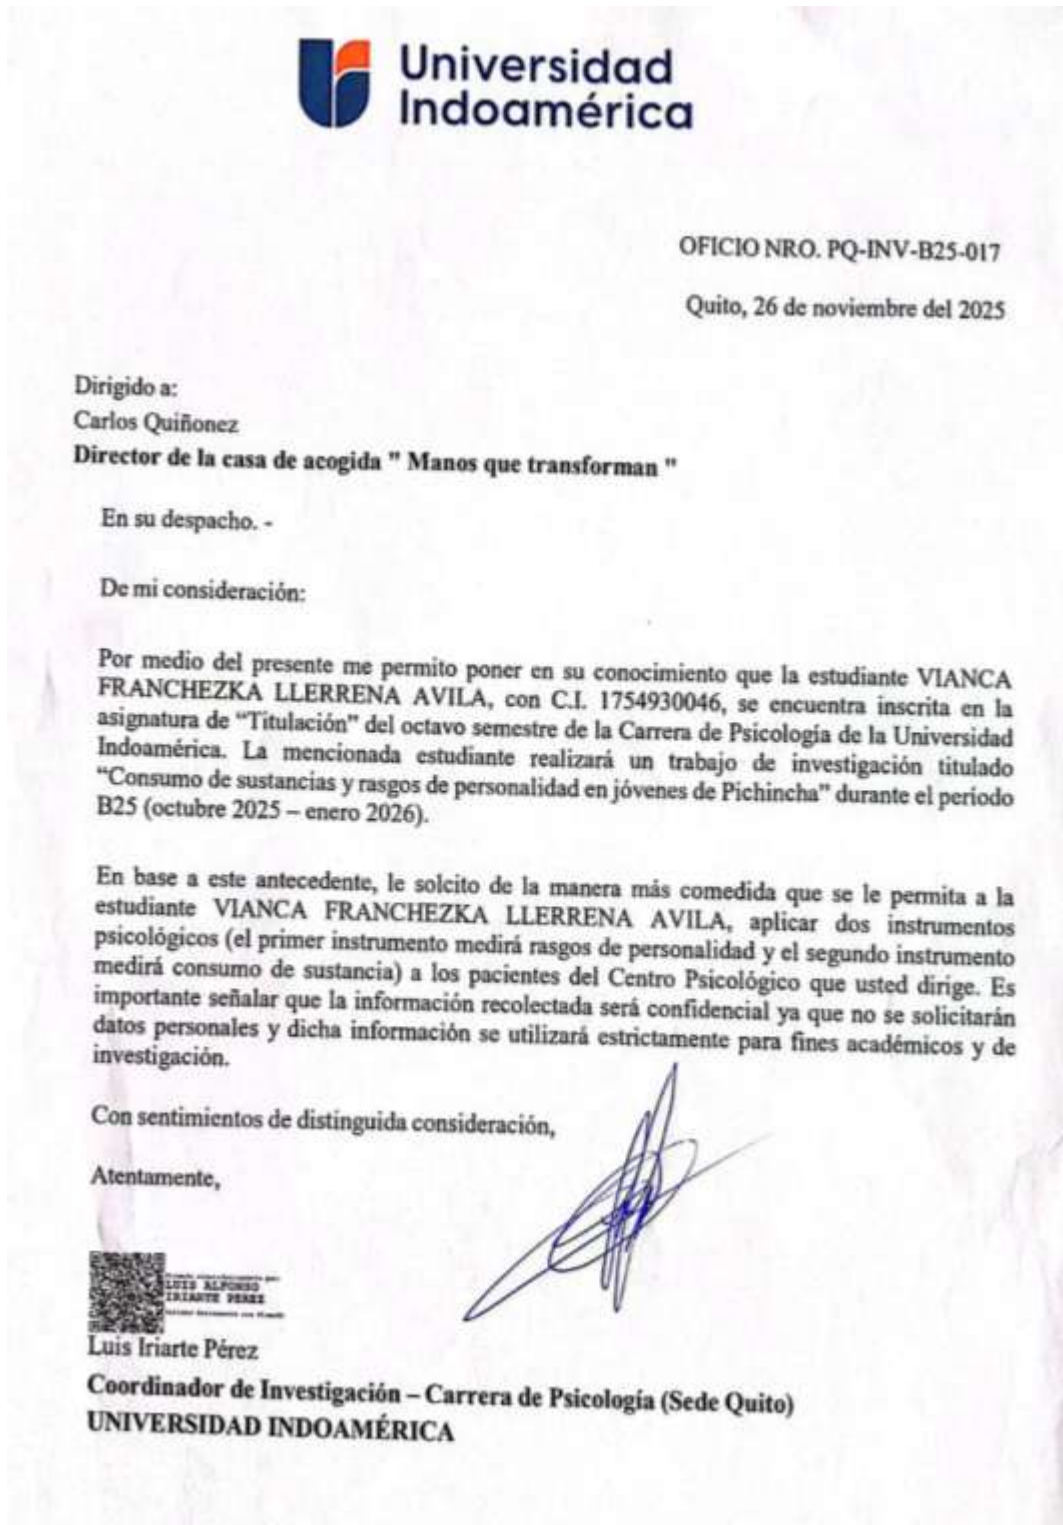 Universidad
Indoamérica
OFICIO NRO. PQ-INV-B25-017
Quito, 26 de noviembre del 2025
Dirigido a:
Carlos Quiñonez
Director de la casa de acogida " Manos que transforman "
En su despacho. -
De mi consideración:
Por medio del presente me permito poner en su conocimiento que la estudiante VIANCA
FRANCHEZKA LLERRENA AVILA, con C.I. 1754930046, se encuentra inscrita en la
asignatura de “Titulación” del octavo semestre de la Carrera de Psicología de la Universidad
Indoamérica. La mencionada estudiante realizará un trabajo de investigación titulado
“Consumo de sustancias y rasgos de personalidad en jóvenes de Pichincha” durante el periodo
B25 (octubre 2025 – enero 2026).
En base a este antecedente, le solcito de la manera más comedida que se le permita a la
estudiante VIANCA FRANCHEZKA LLERRENA AVILA, aplicar dos instrumentos
psicológicos (el primer instrumento medirá rasgos de personalidad y el segundo instrumento
medirá consumo de sustancia) a los pacientes del Centro Psicológico que usted dirige. Es
importante señalar que la información recolectada será confidencial ya que no se solicitarán
datos personales y dicha información se utilizará estrictamente para fines académicos y de
investigación.
Con sentimientos de distinguida consideración,
Atentamente,
LUIS ALFONSO
IRIARTE PEREZ
Luis Iriarte Pérez
Coordinador de Investigación – Carrera de Psicología (Sede Quito)
UNIVERSIDAD INDOAMÉRICA